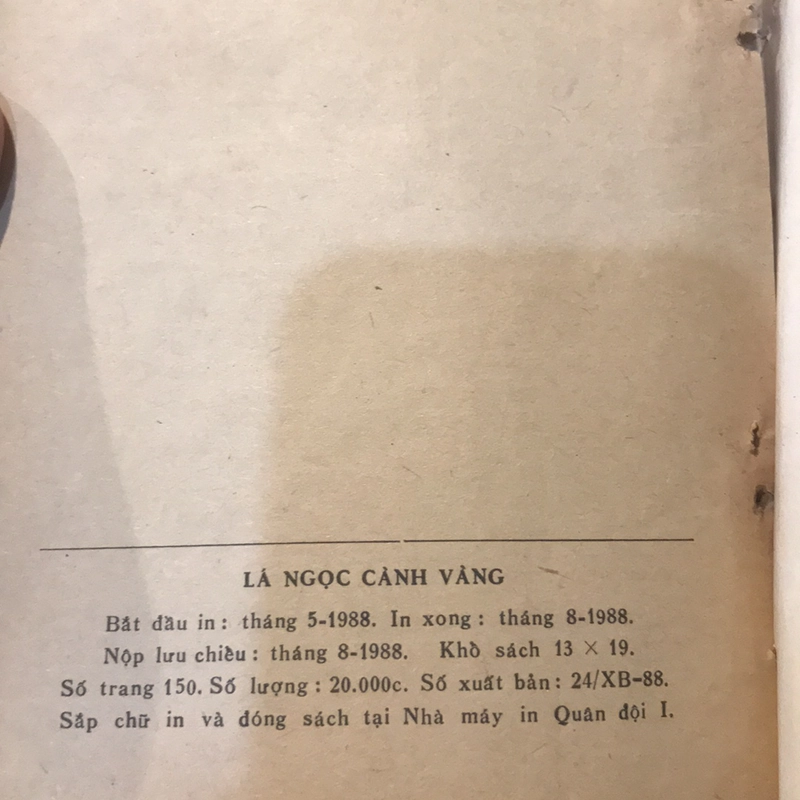 LÁ NGỌC CÀNH VÀNG
Bắt đầu in : tháng 5-1988. In xong : tháng 8-1988.
Nộp lưu chiều : tháng 8-1988. Khổ sách 13 × 19.
Số trang 150. Số lượng : 20.000c. Số xuất bản : 24/XB-88.
Sắp chữ in và đóng sách tại Nhà máy in Quân đội I.